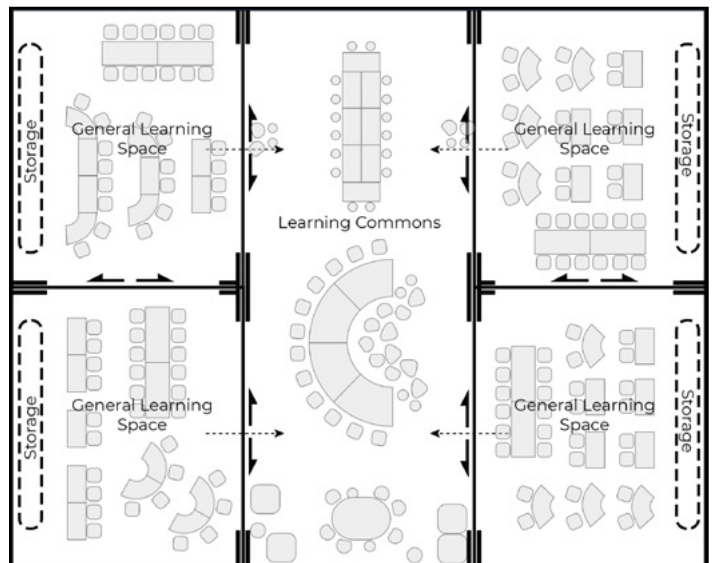 Storage
General Learning
Space
Learning Commons
General Learning
Space
Storage
Storage
General Learning
Space
General Learning
Space
Storage